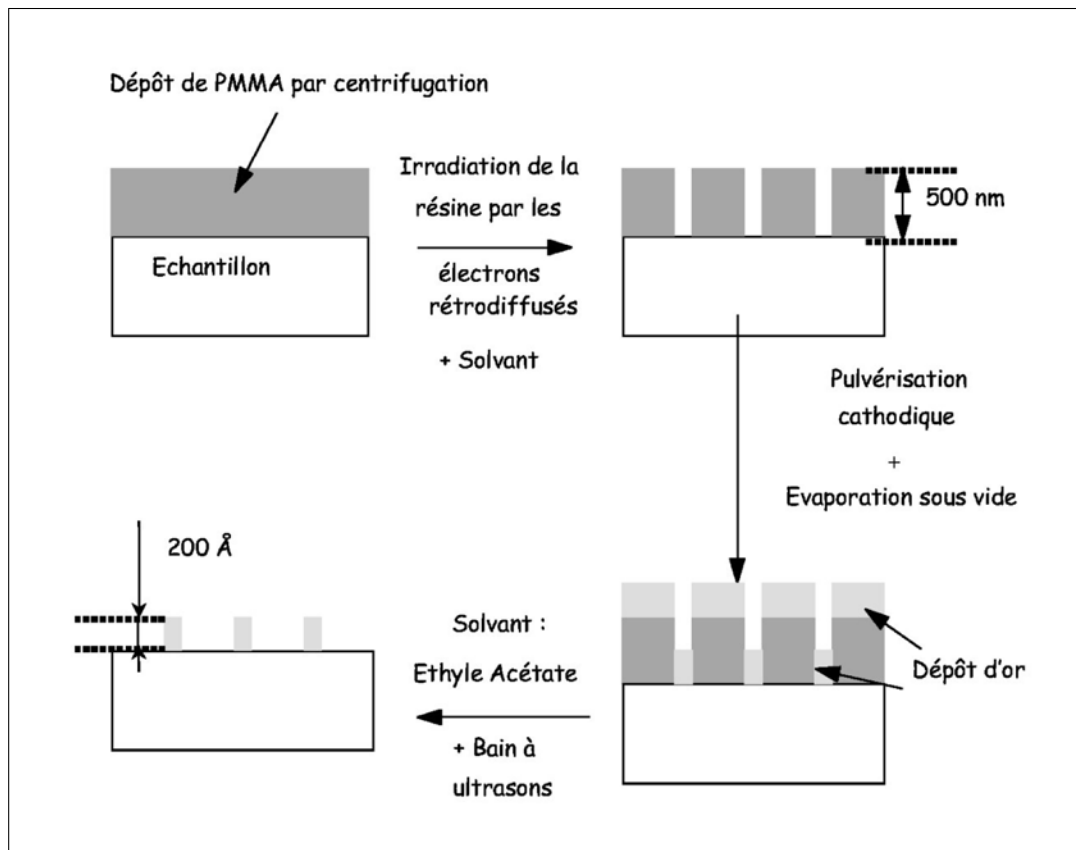 Dépôt de PMMA par centrifugation
Irradiation de la
résine par les
électrons
rétrodiffusés
+ Solvant
Echantillon
500 nm
Pulvérisation
cathodique
+
Evaporation sous vide
200 Å
Solvant :
Ethyle Acétate
+ Bain à
ultrasons
Dépôt d'or